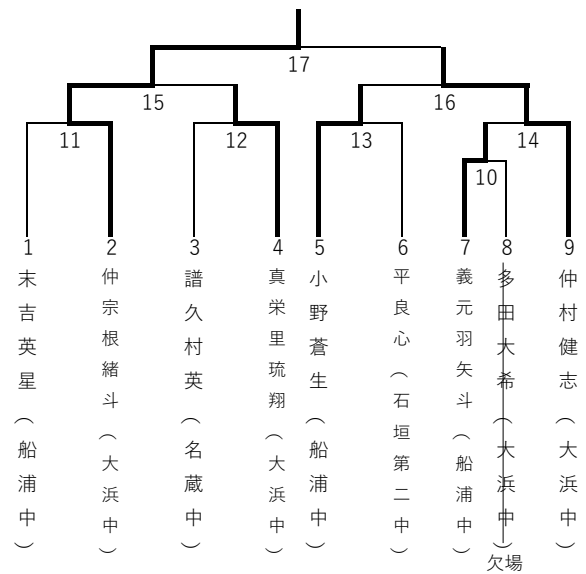 17
15
16
11
12
13
14
10
1
2
3
4
5
6
7
8
9
末吉英星（船浦中）
仲宗根緒斗（大浜中）
譜久村英（名蔵中）
真栄里琉翔（大浜中）
小野蒼生（船浦中）
平良心（石垣第二中）
義元羽矢斗（船浦中）
多田大希（大浜中）
仲村健志（大浜中）
欠場